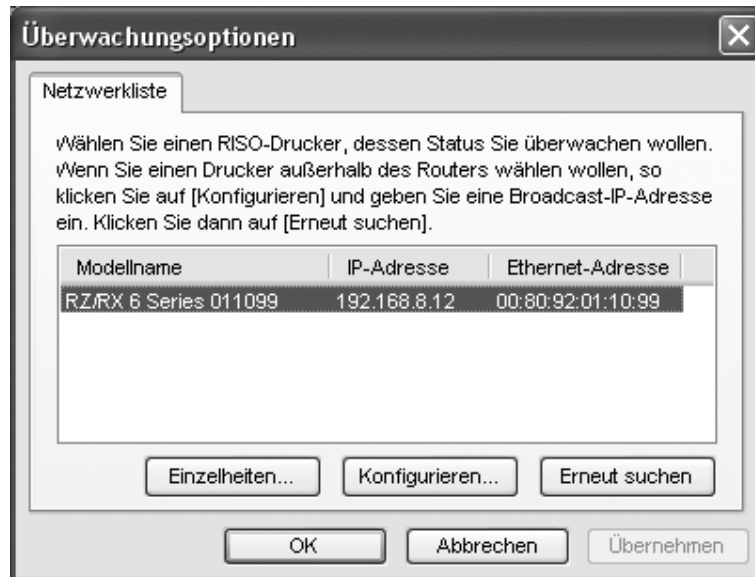 Überwachungsoptionen
Netzwerkliste
Wählen Sie einen RISO-Drucker, dessen Status Sie überwachen wollen.
Wenn Sie einen Drucker außerhalb des Routers wählen wollen, so
klicken Sie auf [Konfigurieren] und geben Sie eine Broadcast-IP-Adresse
ein. Klicken Sie dann auf [Erneut suchen].
Modellname IP-Adresse Ethernet-Adresse
RZ/RX 6 Series 011099 192.168.8.12 00:80:92:01:10:99
Einzelheiten... Konfigurieren... Erneut suchen
OK Abbrechen Übernehmen